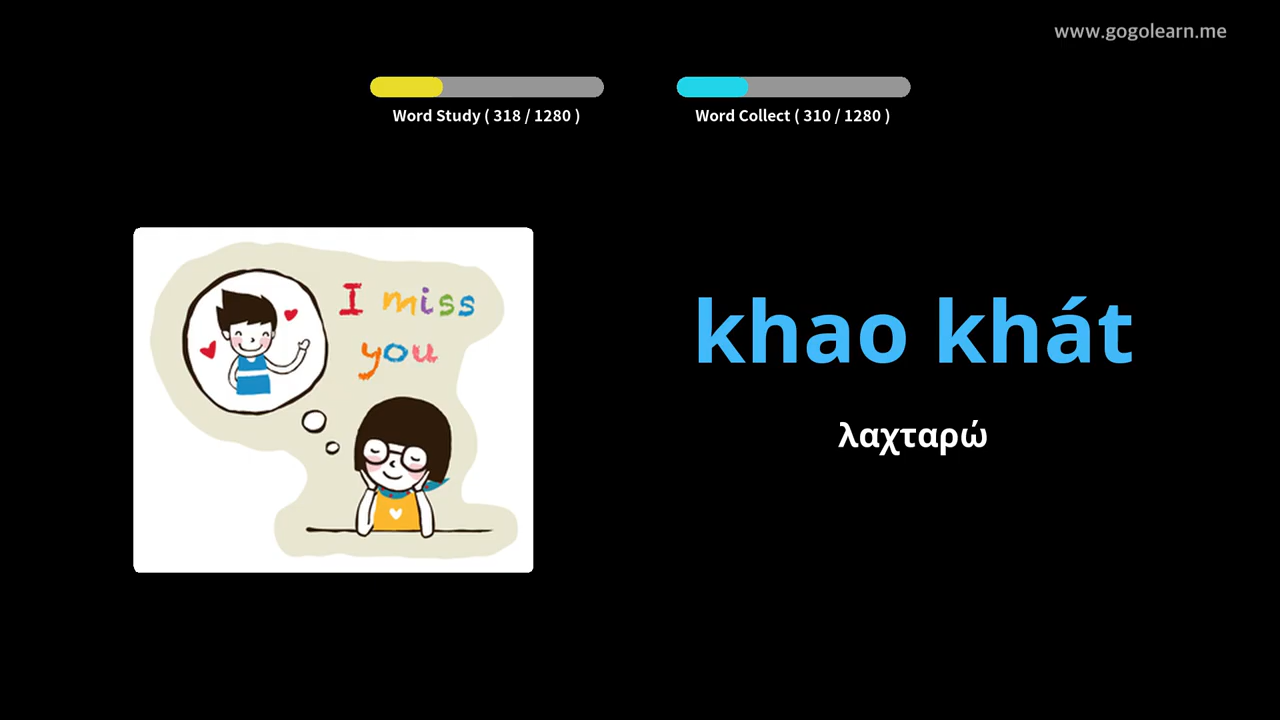 www.gogolearn.me
Word Study ( 318 / 1280 )
Word Collect ( 310 / 1280 )
I miss
you
khao khát
λαχταρώ